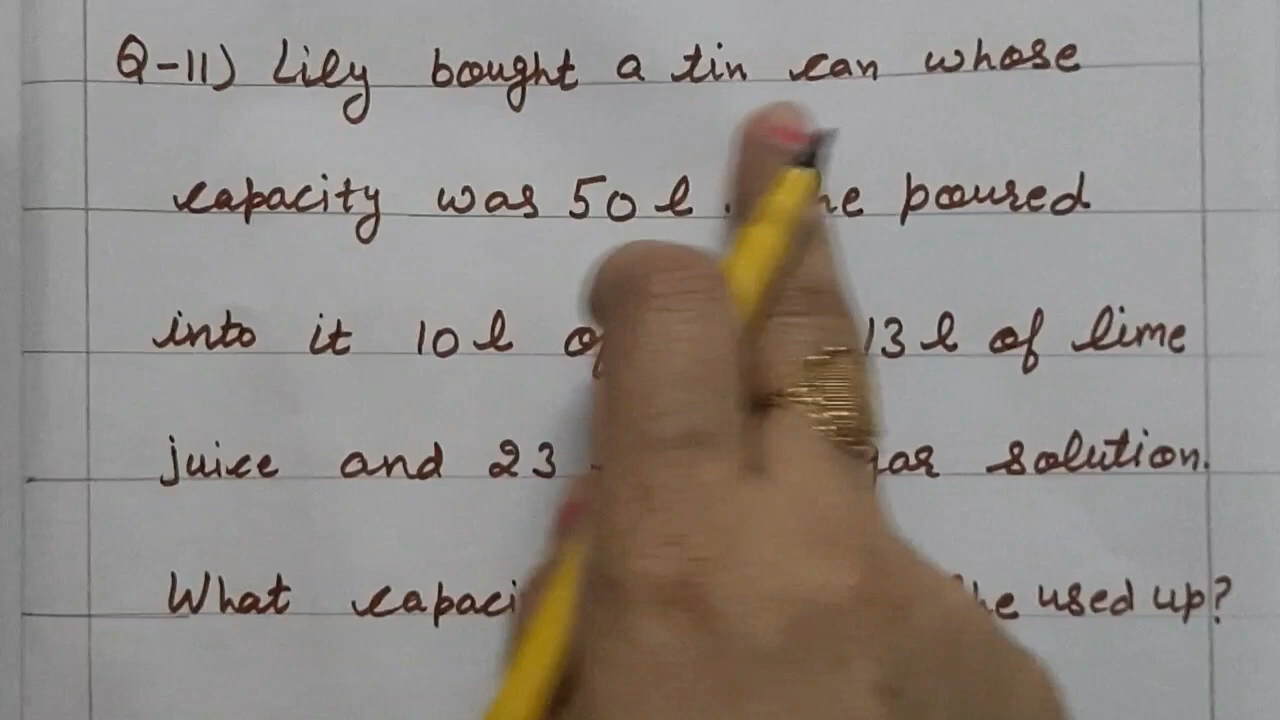 Q-11) Lily bought a tin can whose
capacity was 50 l. poured
into it 10 l 13 l of lime
juice and 23 solution.
What used up?